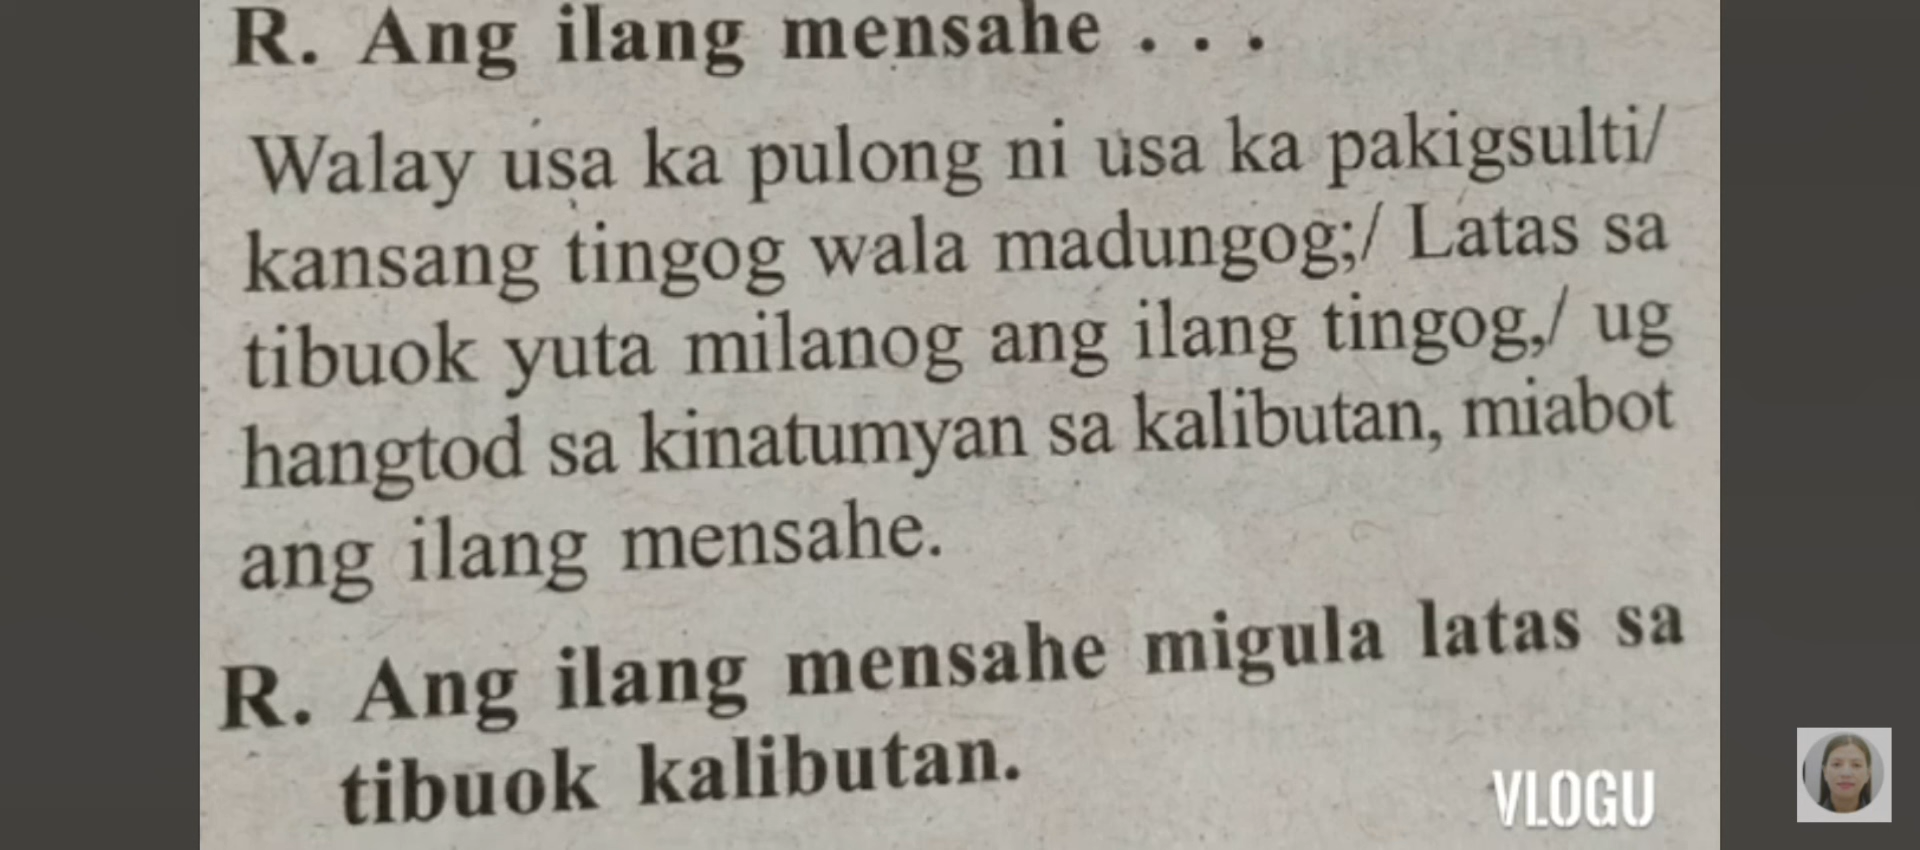 R. Ang ilang mensahe . . .
Walay usa ka pulong ni usa ka pakigsulti/
kansang tingog wala madungog;/ Latas sa
tibuok yuta milanog ang ilang tingog,/ ug
hangtod sa kinatumyan sa kalibutan, miabot
ang ilang mensahe.
R. Ang ilang mensahe migula latas sa
tibuok kalibutan.
VLOGU